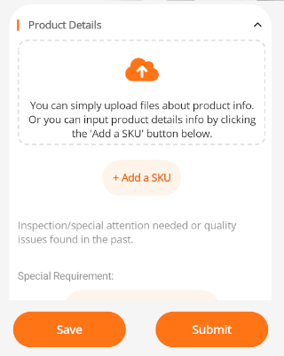 Product Details
You can simply upload files about product info.
Or you can input product details info by clicking
the 'Add a SKU' button below.
+ Add a SKU
Inspection/special attention needed or quality
issues found in the past.
Special Requirement:
Save
Submit